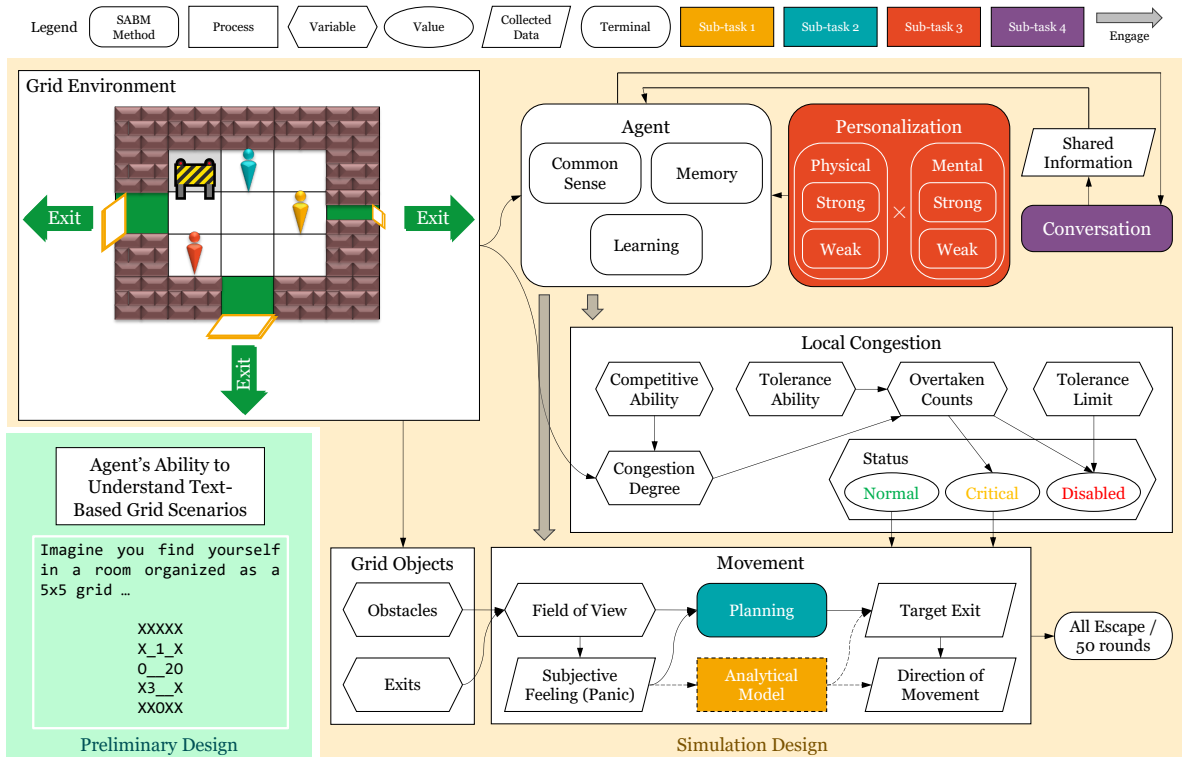 Legend
SABM
Method
Process
Variable
Value
Collected
Data
Terminal
Sub-task 1
Sub-task 2
Sub-task 3
Sub-task 4
Engage
Grid Environment
Exit
Exit
Exit
Agent
Common
Sense
Memory
Learning
Personalization
Physical
Strong
Weak
×
Mental
Strong
Weak
Shared
Information
Conversation
Local Congestion
Competitive
Ability
Tolerance
Ability
Overtaken
Counts
Tolerance
Limit
Congestion
Degree
Status
Normal
Critical
Disabled
Agent's Ability to
Understand Text-
Based Grid Scenarios
Imagine you find yourself
in a room organized as a
5x5 grid …
XXXXX
X_1_X
O__2O
X3__X
XXOXX
Preliminary Design
Grid Objects
Obstacles
Exits
Movement
Field of View
Planning
Target Exit
Subjective
Feeling (Panic)
Analytical
Model
Direction of
Movement
All Escape /
50 rounds
Simulation Design